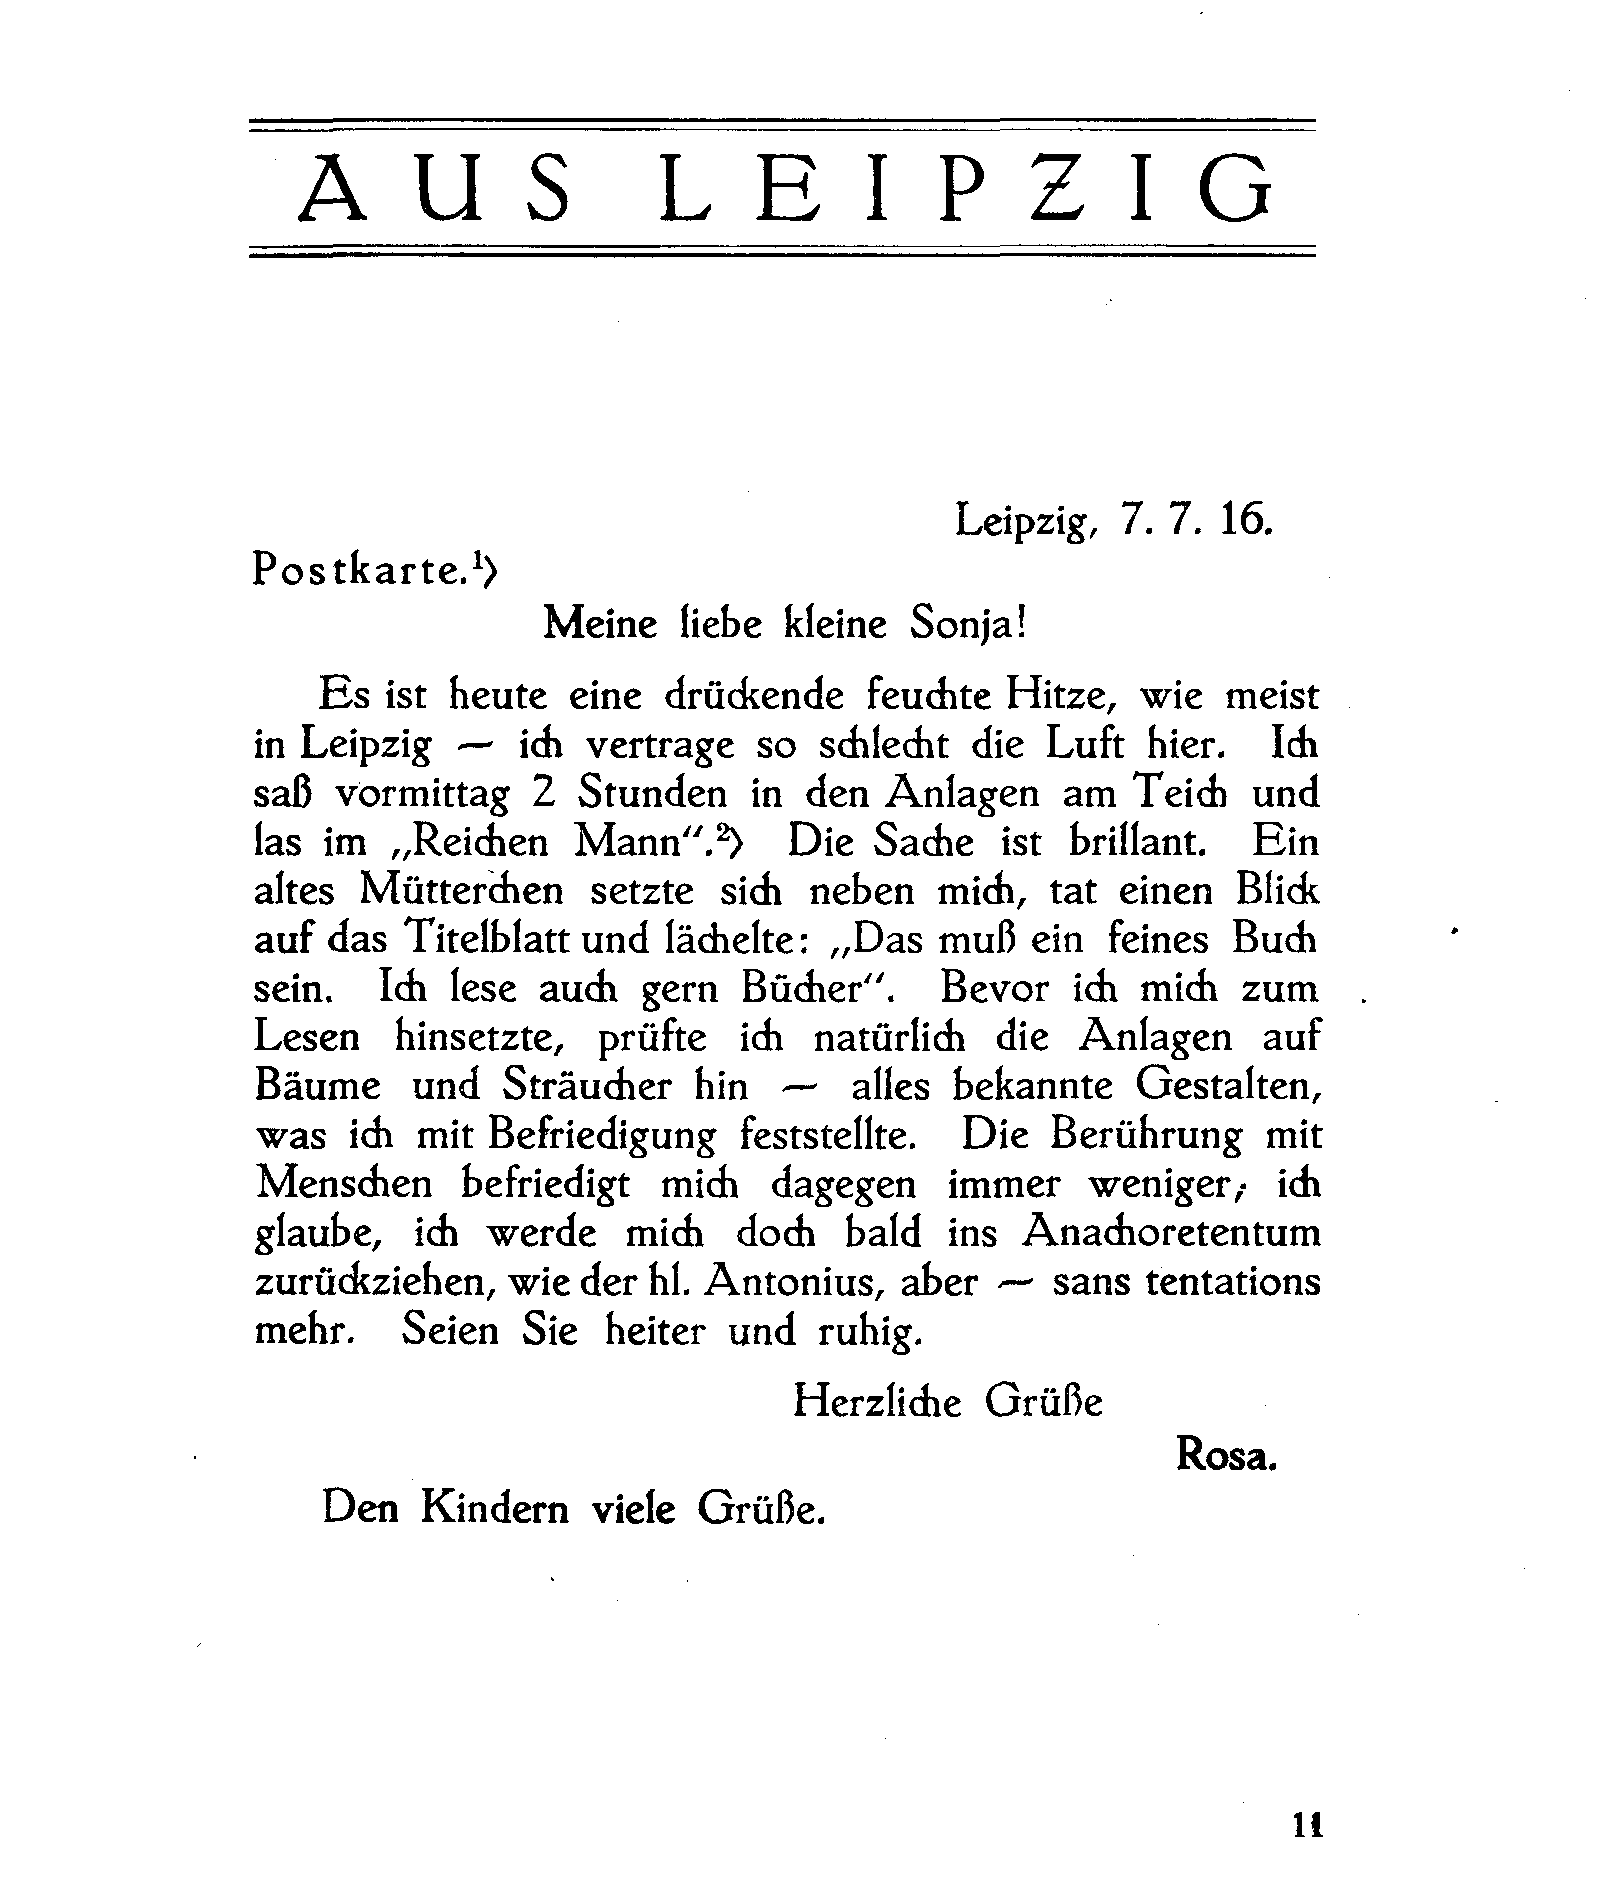 AUS LEIPZIG
Leipzig, 7. 7. 16.
Postkarte.¹)
Meine liebe kleine Sonja!
Es ist heute eine drückende feuchte Hitze, wie meist
in Leipzig — ich vertrage so schlecht die Luft hier. Ich
saß vormittag 2 Stunden in den Anlagen am Teich und
las im „Reichen Mann“.²) Die Sache ist brillant. Ein
altes Mütterchen setzte sich neben mich, tat einen Blick
auf das Titelblatt und lächelte: „Das muß ein feines Buch
sein. Ich lese auch gern Bücher“. Bevor ich mich zum
Lesen hinsetzte, prüfte ich natürlich die Anlagen auf
Bäume und Sträucher hin — alles bekannte Gestalten,
was ich mit Befriedigung feststellte. Die Berührung mit
Menschen befriedigt mich dagegen immer weniger; ich
glaube, ich werde mich doch bald ins Anachoretentum
zurückziehen, wie der hl. Antonius, aber — sans tentations
mehr. Seien Sie heiter und ruhig.
Herzliche Grüße
Rosa.
Den Kindern viele Grüße.
11